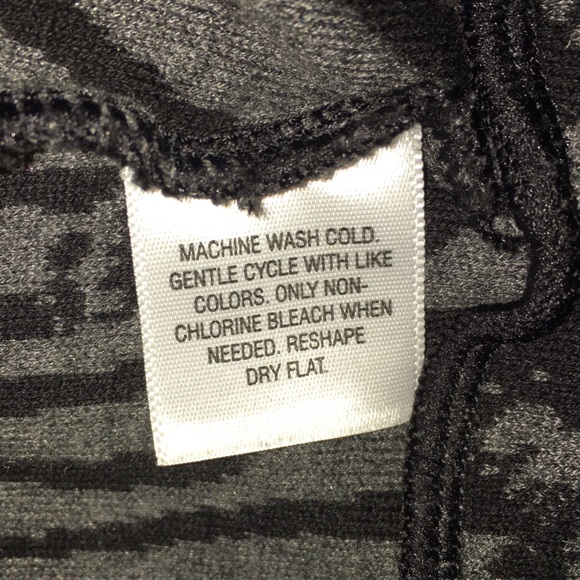 MACHINE WASH COLD.
GENTLE CYCLE WITH LIKE
COLORS. ONLY NON-
CHLORINE BLEACH WHEN
NEEDED. RESHAPE
DRY FLAT.